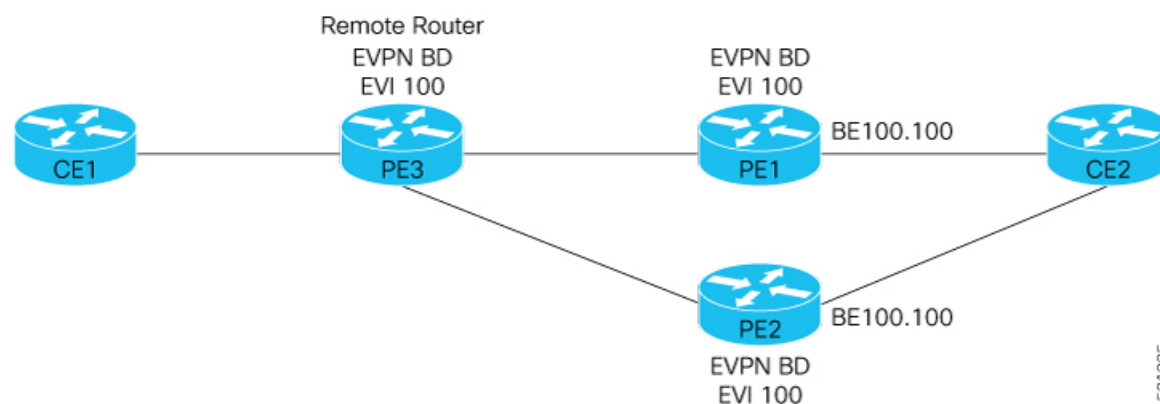 Remote Router
EVPN BD
EVI 100
EVPN BD
EVI 100
BE100.100
CE1
PE3
PE1
CE2
PE2
BE100.100
EVPN BD
EVI 100